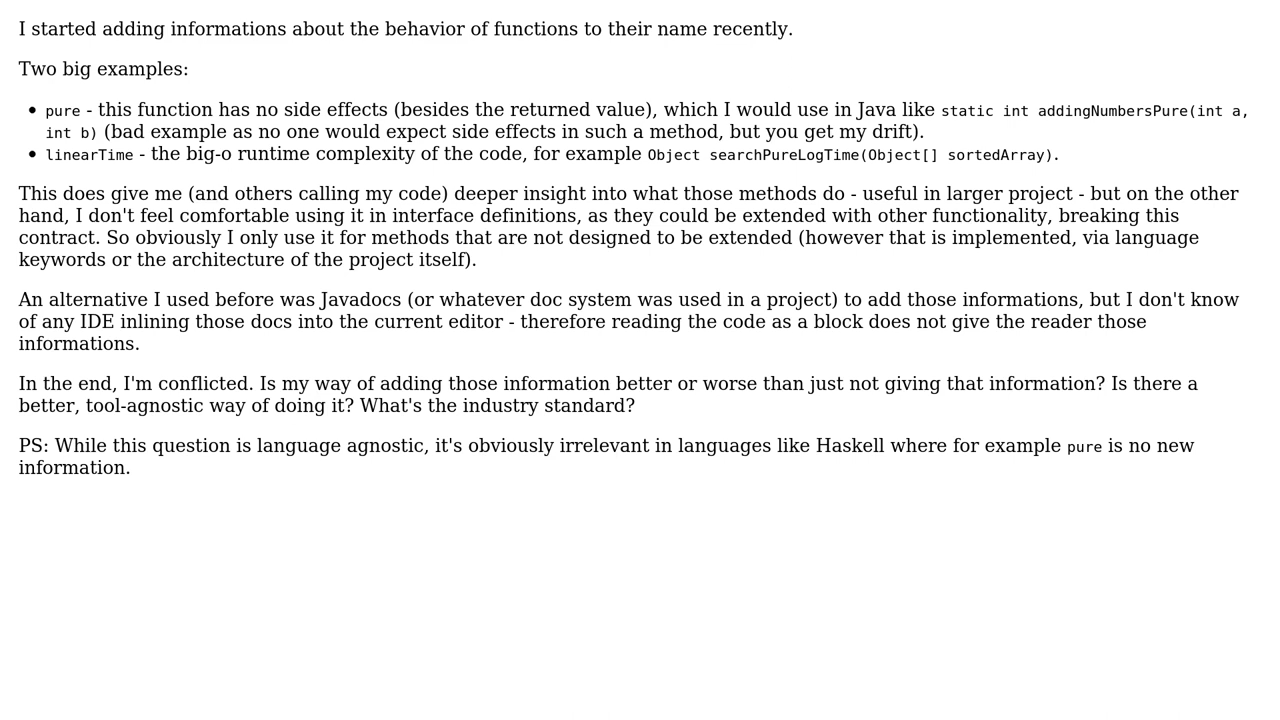 I started adding informations about the behavior of functions to their name recently.
Two big examples:
• pure - this function has no side effects (besides the returned value), which I would use in Java like static int addingNumbersPure(int a,
int b) (bad example as no one would expect side effects in such a method, but you get my drift).
• linearTime - the big-o runtime complexity of the code, for example Object searchPureLogTime(Object[] sortedArray).
This does give me (and others calling my code) deeper insight into what those methods do - useful in larger project - but on the other
hand, I don't feel comfortable using it in interface definitions, as they could be extended with other functionality, breaking this
contract. So obviously I only use it for methods that are not designed to be extended (however that is implemented, via language
keywords or the architecture of the project itself).
An alternative I used before was Javadocs (or whatever doc system was used in a project) to add those informations, but I don't know
of any IDE inlining those docs into the current editor - therefore reading the code as a block does not give the reader those
informations.
In the end, I'm conflicted. Is my way of adding those information better or worse than just not giving that information? Is there a
better, tool-agnostic way of doing it? What's the industry standard?
PS: While this question is language agnostic, it's obviously irrelevant in languages like Haskell where for example pure is no new
information.